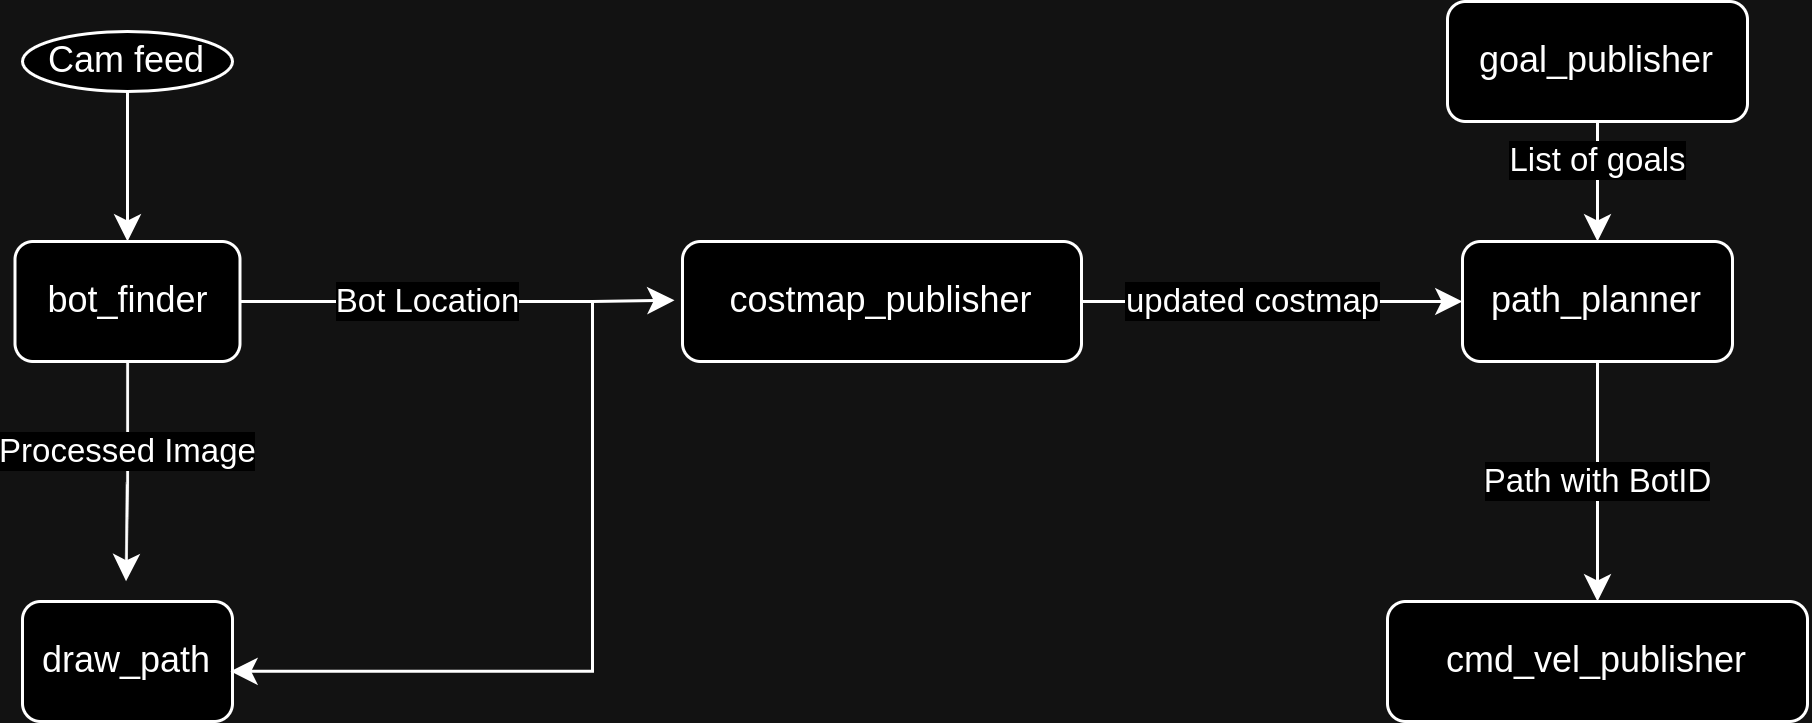 Cam feed
goal_publisher
List of goals
bot_finder
Bot Location
costmap_publisher
updated costmap
path_planner
Processed Image
Path with BotID
draw_path
cmd_vel_publisher